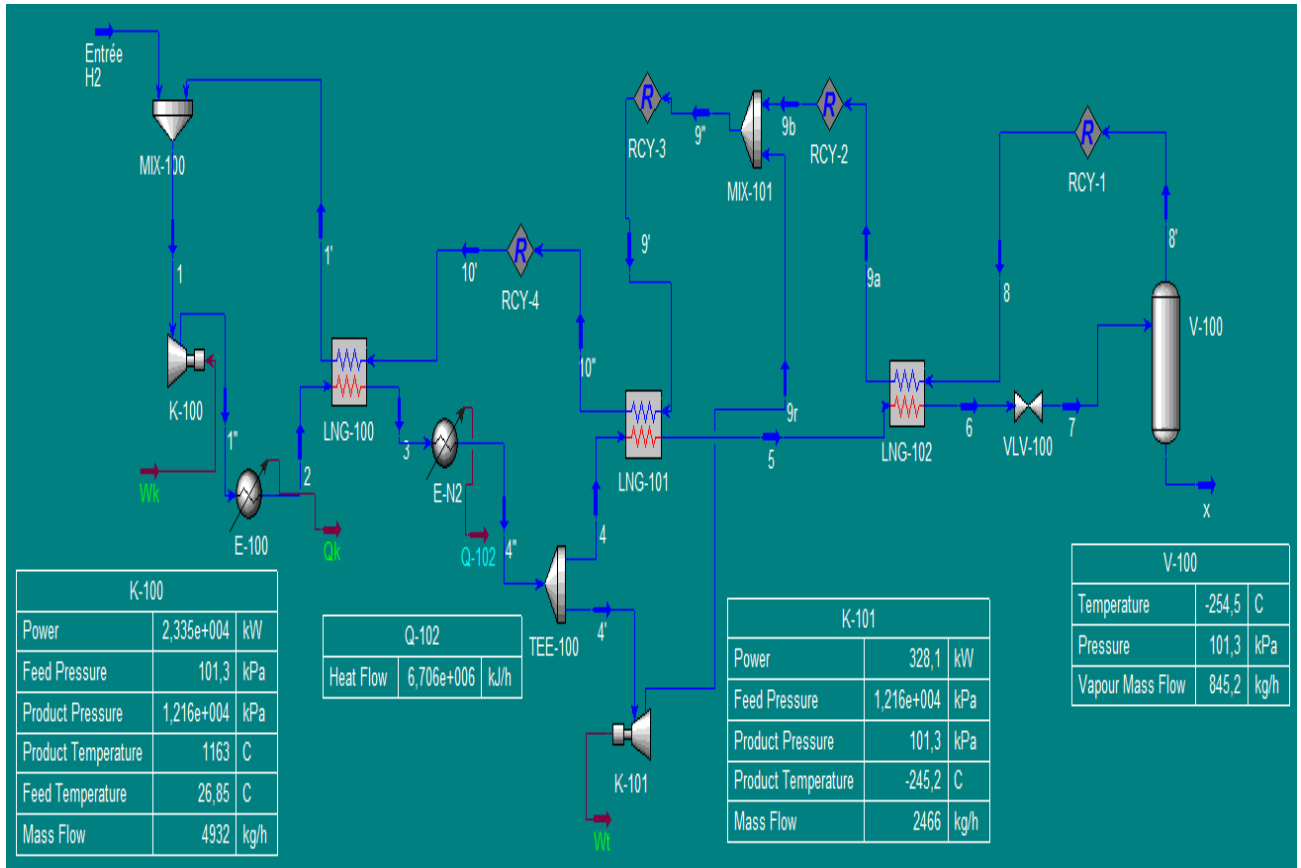 Entrée
H2
MIX-100
1
1'
K-100
1"
Wk
E-100
Qk
2
LNG-100
3
E-N2
Q-102
4"
10'
R
RCY-4
10"
TEE-100
4
4'
LNG-101
5
9'
R
RCY-3
9"
MIX-101
9b
R
RCY-2
9r
9a
K-101
Wt
LNG-102
6
VLV-100
7
8
R
RCY-1
8'
V-100
x
K-100
Power 2,335e+004 kW
Feed Pressure 101,3 kPa
Product Pressure 1,216e+004 kPa
Product Temperature 1163 C
Feed Temperature 26,85 C
Mass Flow 4932 kg/h
Q-102
Heat Flow 6,706e+006 kJ/h
K-101
Power 328,1 kW
Feed Pressure 1,216e+004 kPa
Product Pressure 101,3 kPa
Product Temperature -245,2 C
Mass Flow 2466 kg/h
V-100
Temperature -254,5 C
Pressure 101,3 kPa
Vapour Mass Flow 845,2 kg/h